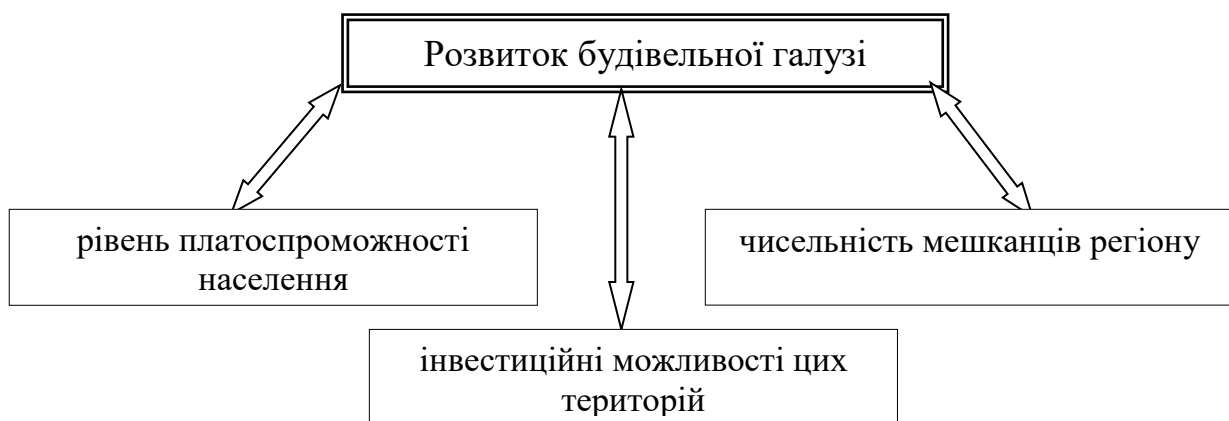 Розвиток будівельної галузі
рівень платоспроможності
населення
чисельність мешканців регіону
інвестиційні можливості цих
територій